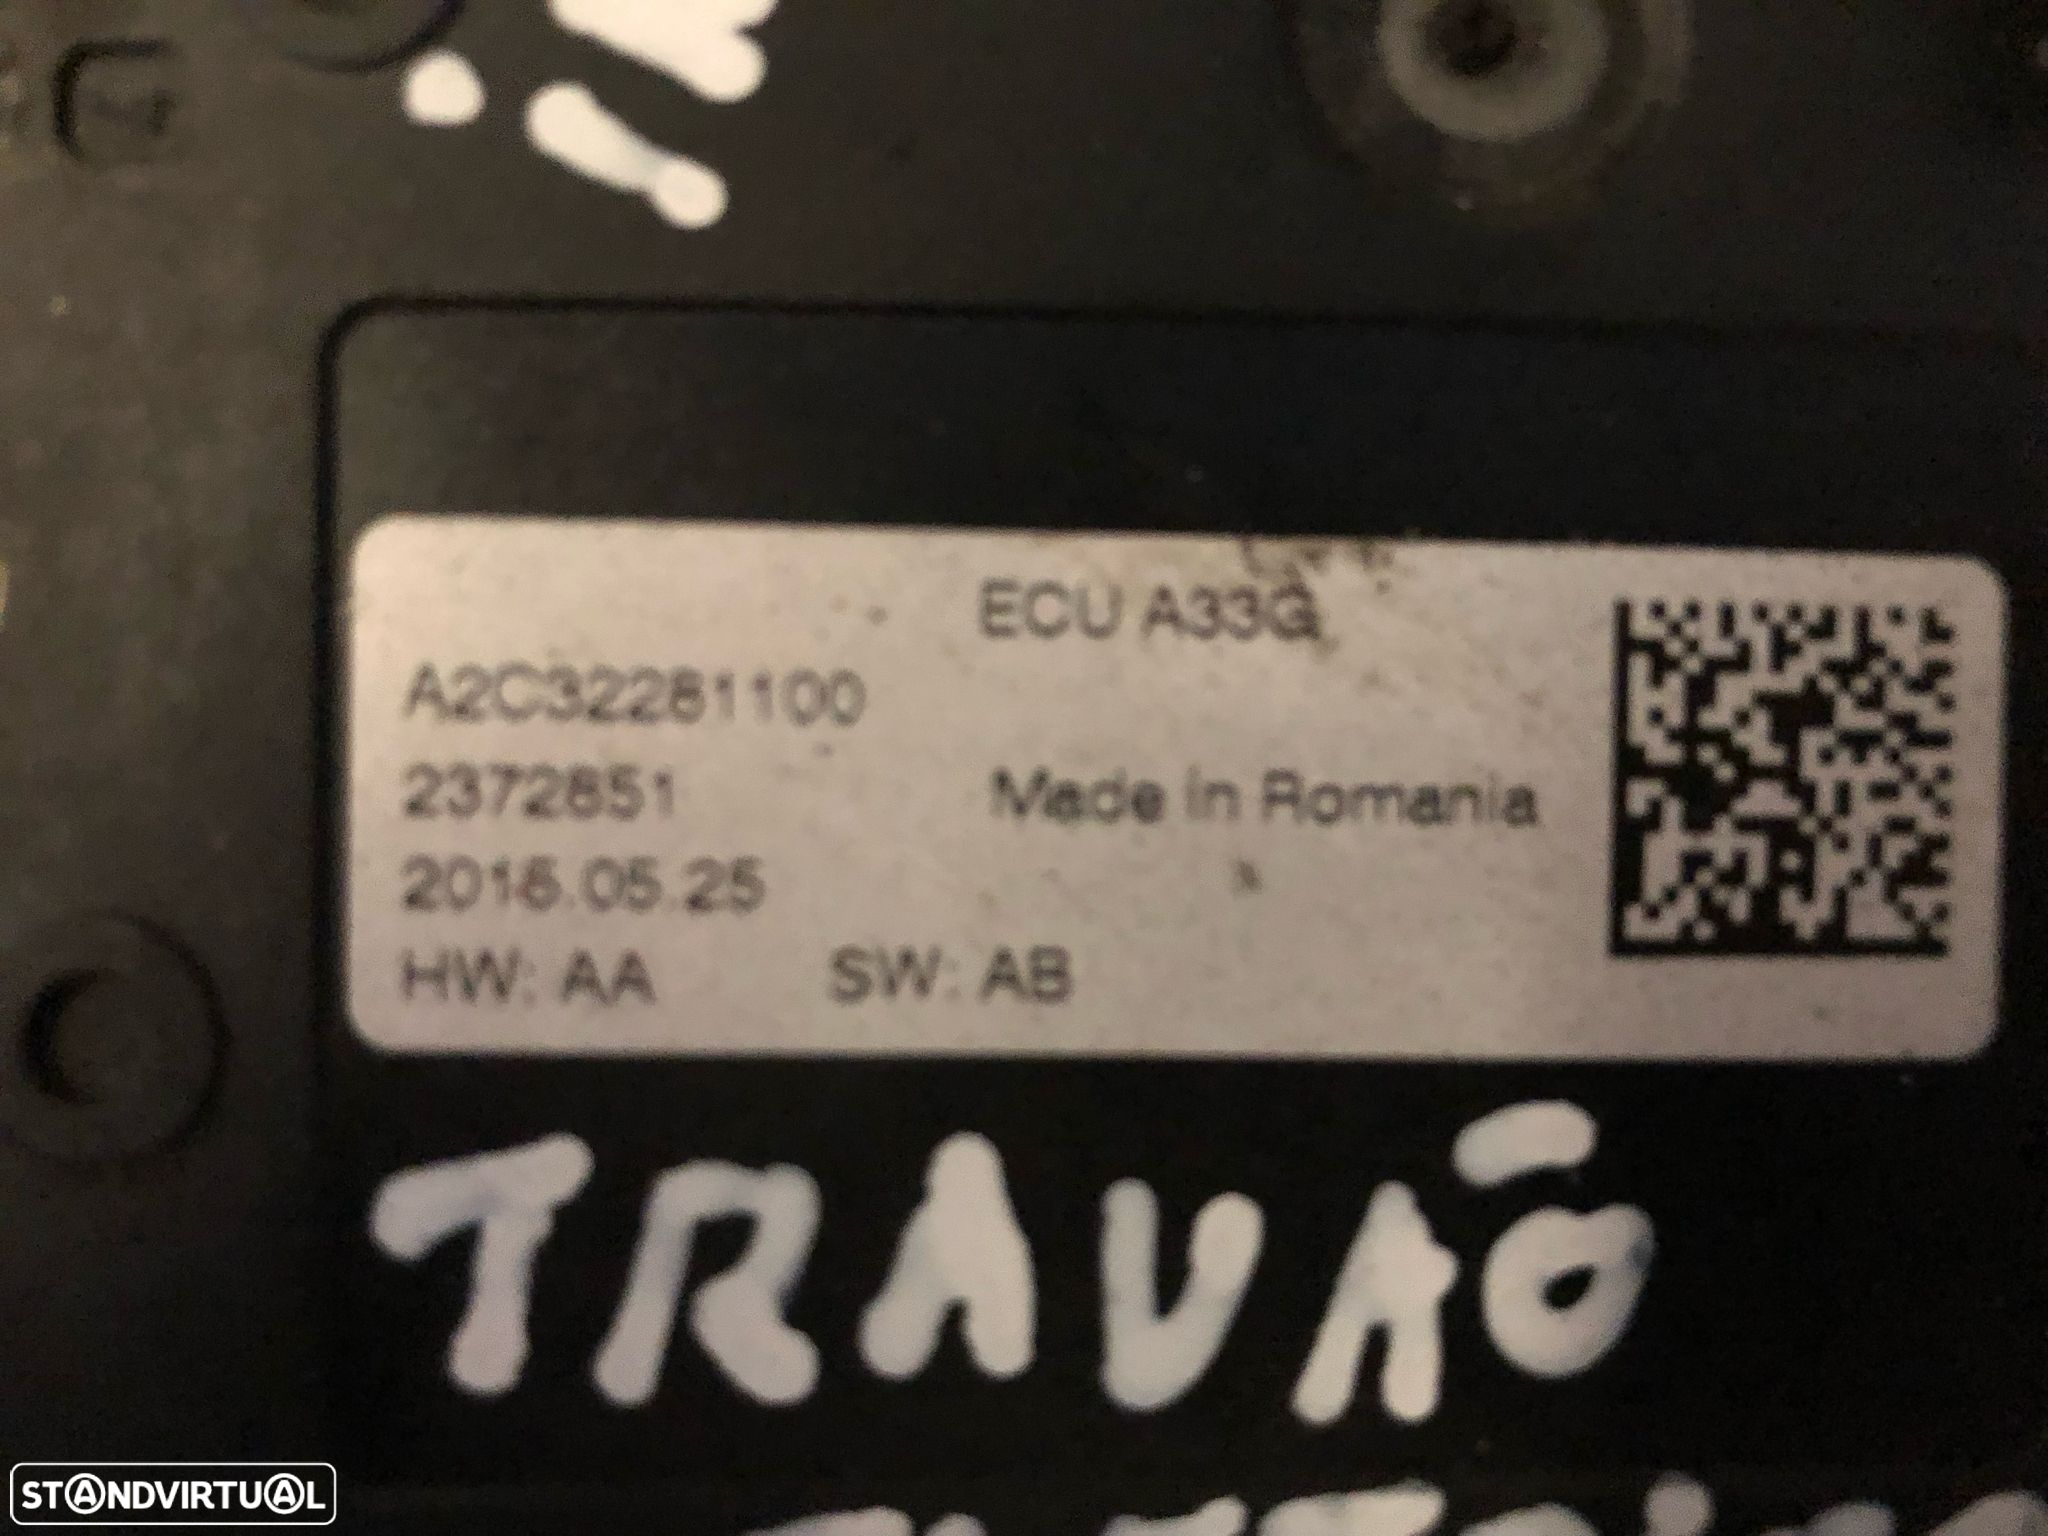 ECU A33G
A2C32281100
2372851
Made in Romania
2016.05.25
HW: AA SW: AB
TRAVÃO
STANDVIRTUAL